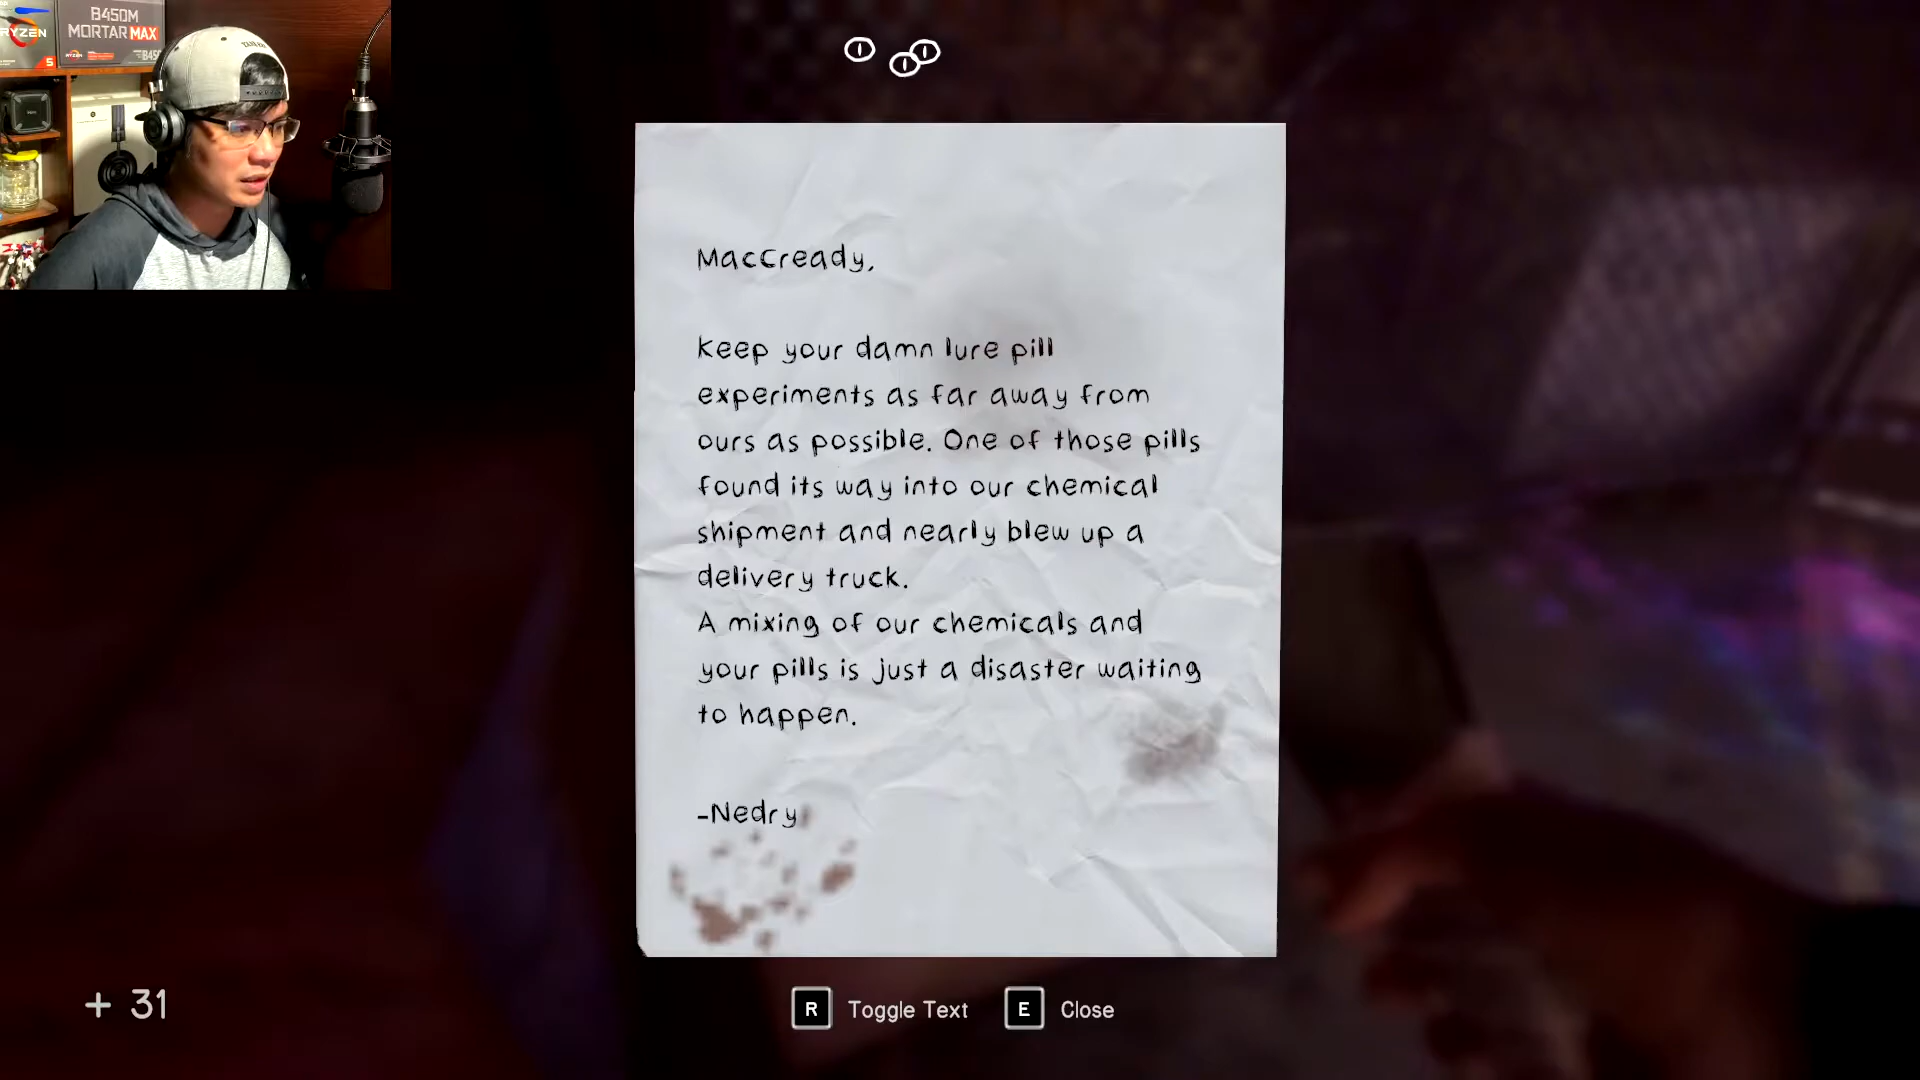 RYZEN
5
B450M
MORTAR MAX
MacCready,
Keep your damn lure pill
experiments as far away from
ours as possible. One of those pills
found its way into our chemical
shipment and nearly blew up a
delivery truck.
A mixing of our chemicals and
your pills is just a disaster waiting
to happen.
-Nedry
+ 31
R Toggle Text E Close